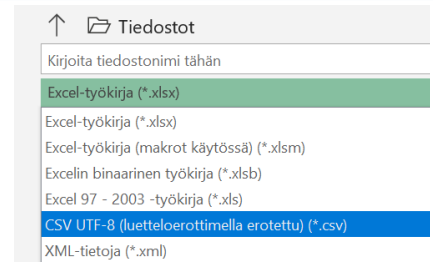 Tiedostot
Kirjoita tiedostonimi tähän
Excel-työkirja (*.xlsx)
Excel-työkirja (*.xlsx)
Excel-työkirja (makrot käytössä) (*.xlsm)
Excelin binaarinen työkirja (*.xlsb)
Excel 97 - 2003 -työkirja (*.xls)
CSV UTF-8 (luetteloerottimella erotettu) (*.csv)
XML-tietoja (*.xml)